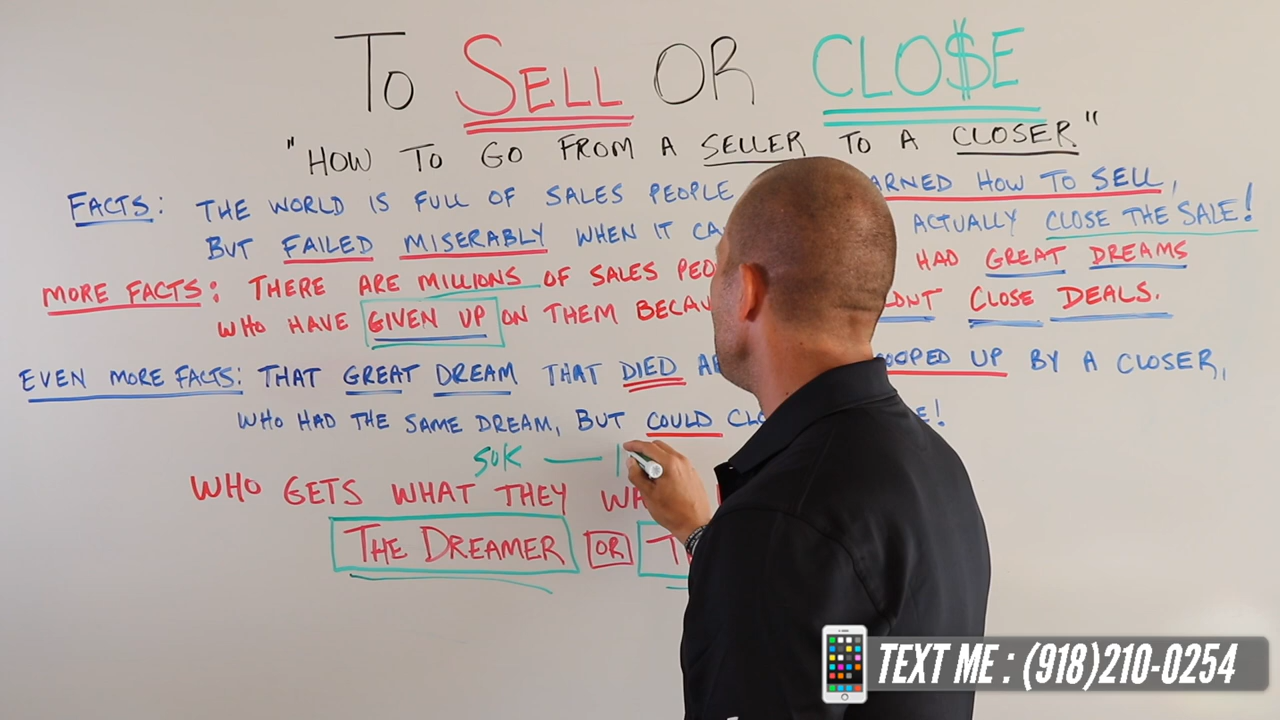 TO SELL OR CLO$E
"HOW TO GO FROM A SELLER TO A CLOSER"
FACTS: THE WORLD IS FULL OF SALES PEOPLE ARNED HOW TO SELL,
BUT FAILED MISERABLY WHEN IT CA ACTUALLY CLOSE THE SALE!
MORE FACTS: THERE ARE MILLIONS OF SALES PEO HAD GREAT DREAMS
WHO HAVE GIVEN UP ON THEM BECAU DNT CLOSE DEALS.
EVEN MORE FACTS: THAT GREAT DREAM THAT DIED OOPED UP BY A CLOSER,
WHO HAD THE SAME DREAM, BUT COULD CLO E!
50K — 1
WHO GETS WHAT THEY WA
THE DREAMER OR T
TEXT ME : (918)210-0254